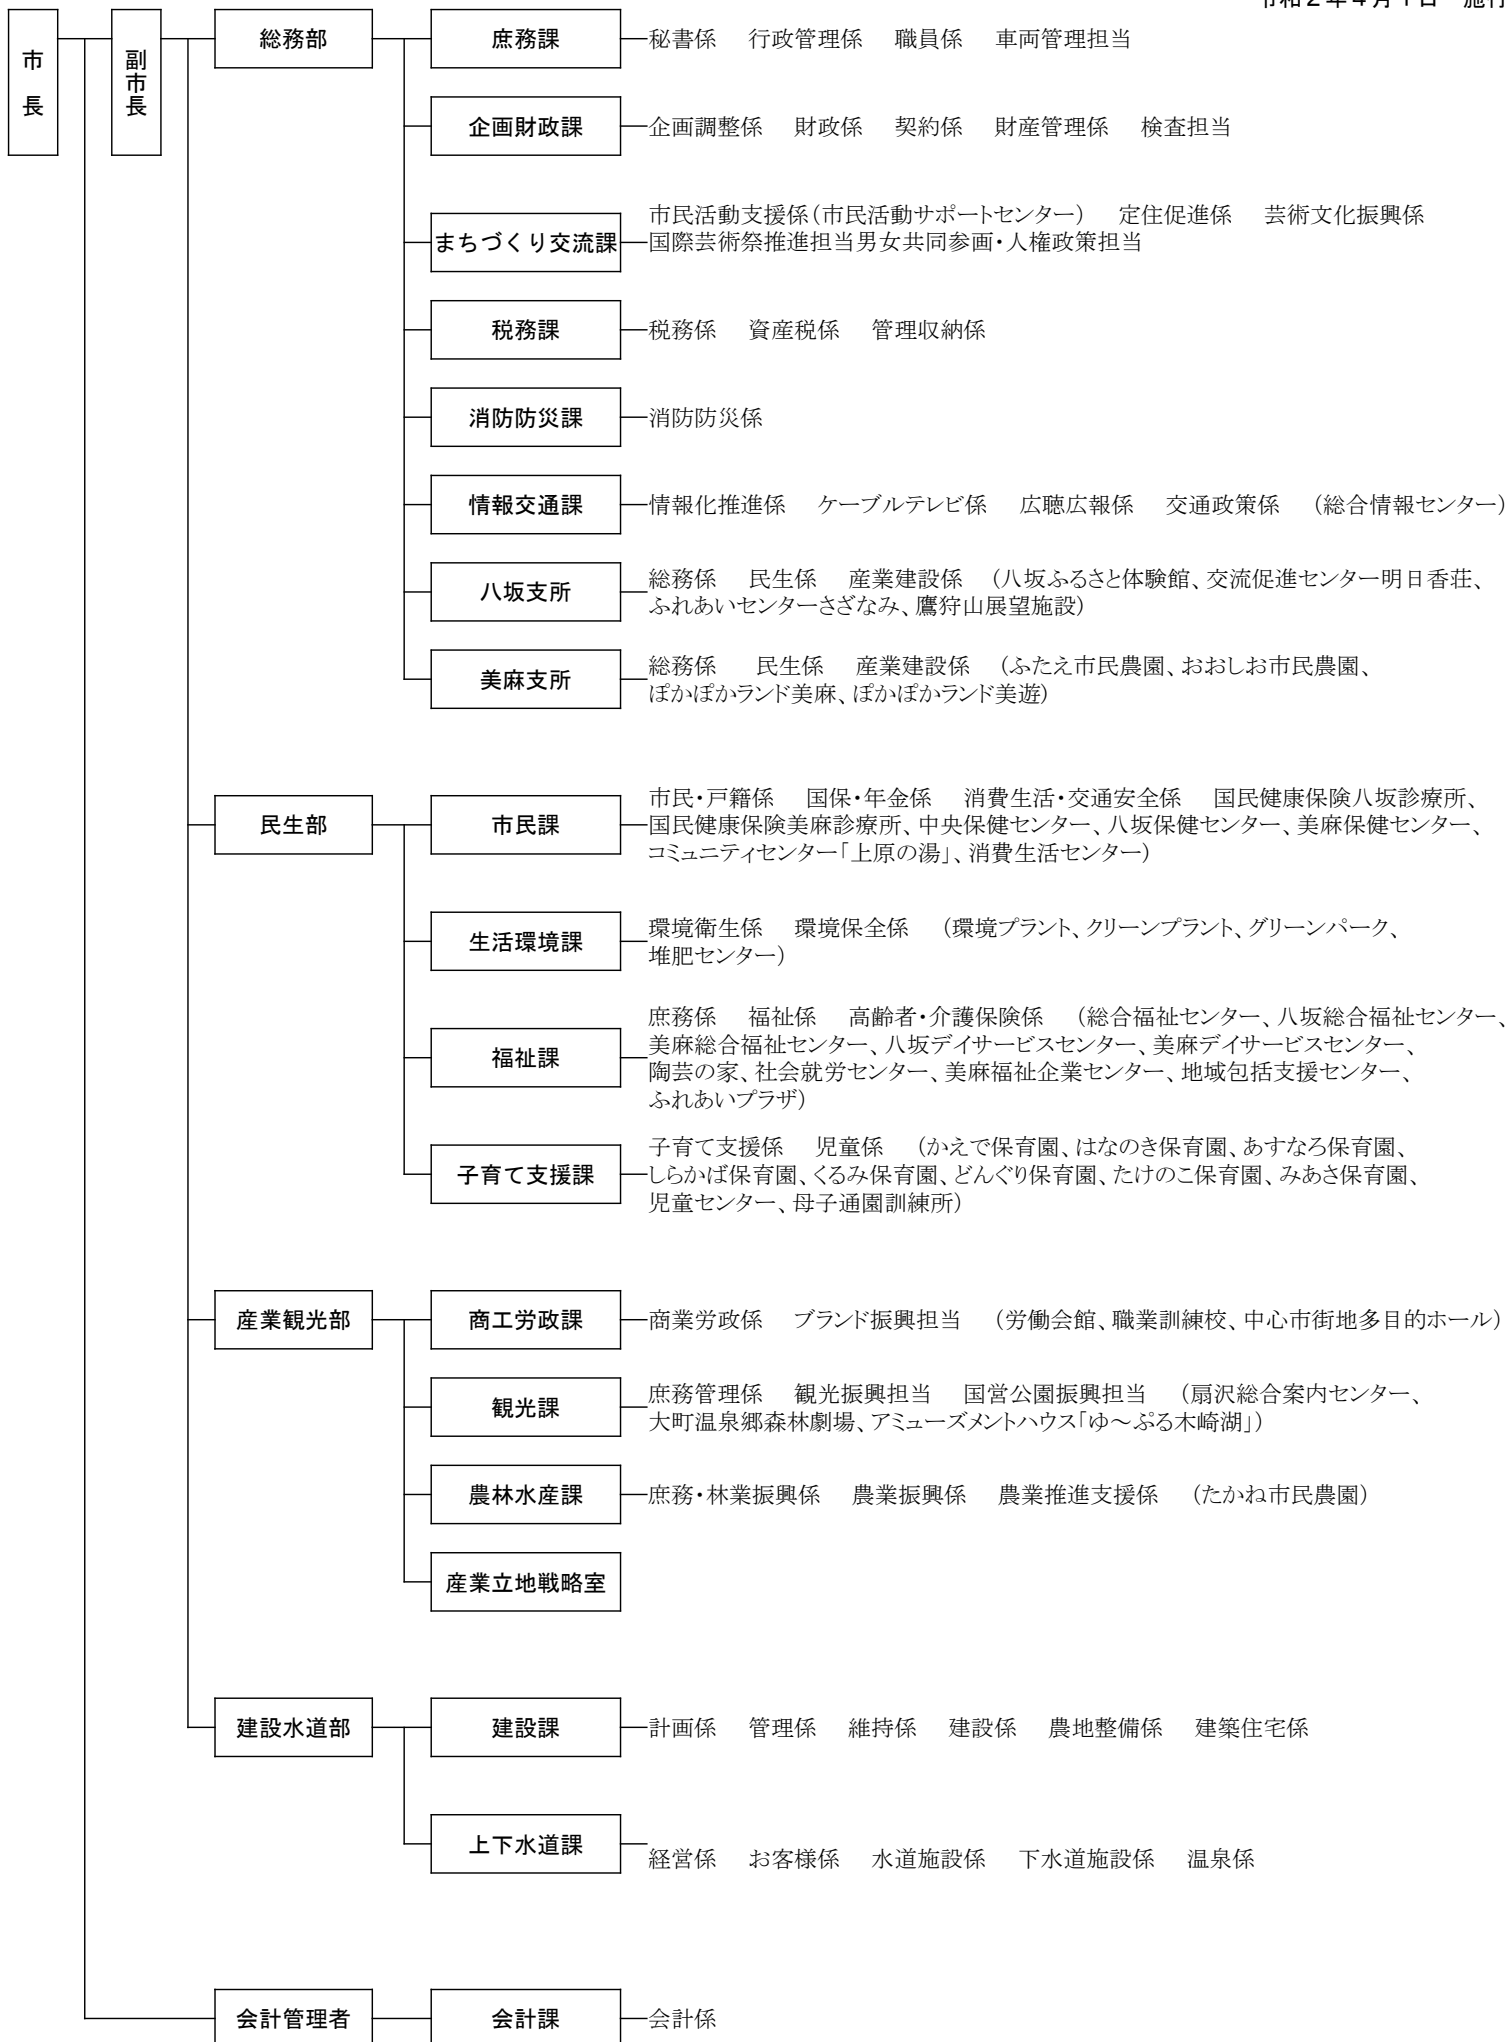 令和２年４月１日　施行
市長
副市長
総務部
庶務課
秘書係　行政管理係　職員係　車両管理担当
企画財政課
企画調整係　財政係　契約係　財産管理係　検査担当
まちづくり交流課
市民活動支援係（市民活動サポートセンター）　定住促進係　芸術文化振興係
国際芸術祭推進担当男女共同参画・人権政策担当
税務課
税務係　資産税係　管理収納係
消防防災課
消防防災係
情報交通課
情報化推進係　ケーブルテレビ係　広聴広報係　交通政策係　（総合情報センター）
八坂支所
総務係　民生係　産業建設係　（八坂ふるさと体験館、交流促進センター明日香荘、
ふれあいセンターさざなみ、鷹狩山展望施設）
美麻支所
総務係　民生係　産業建設係　（ふたえ市民農園、おおしお市民農園、
ぽかぽかランド美麻、ぽかぽかランド美遊）
民生部
市民課
市民・戸籍係　国保・年金係　消費生活・交通安全係　国民健康保険八坂診療所、
国民健康保険美麻診療所、中央保健センター、八坂保健センター、美麻保健センター、
コミュニティセンター「上原の湯」、消費生活センター）
生活環境課
環境衛生係　環境保全係　（環境プラント、クリーンプラント、グリーンパーク、
堆肥センター）
福祉課
庶務係　福祉係　高齢者・介護保険係　（総合福祉センター、八坂総合福祉センター、
美麻総合福祉センター、八坂デイサービスセンター、美麻デイサービスセンター、
陶芸の家、社会就労センター、美麻福祉企業センター、地域包括支援センター、
ふれあいプラザ）
子育て支援課
子育て支援係　児童係　（かえで保育園、はなのき保育園、あすなろ保育園、
しらかば保育園、くるみ保育園、どんぐり保育園、たけのこ保育園、みあさ保育園、
児童センター、母子通園訓練所）
産業観光部
商工労政課
商業労政係　ブランド振興担当　（労働会館、職業訓練校、中心市街地多目的ホール）
観光課
庶務管理係　観光振興担当　国営公園振興担当　（扇沢総合案内センター、
大町温泉郷森林劇場、アミューズメントハウス「ゆ～ぷる木崎湖」）
農林水産課
庶務・林業振興係　農業振興係　農業推進支援係　（たかね市民農園）
産業立地戦略室
建設水道部
建設課
計画係　管理係　維持係　建設係　農地整備係　建築住宅係
上下水道課
経営係　お客様係　水道施設係　下水道施設係　温泉係
会計管理者
会計課
会計係